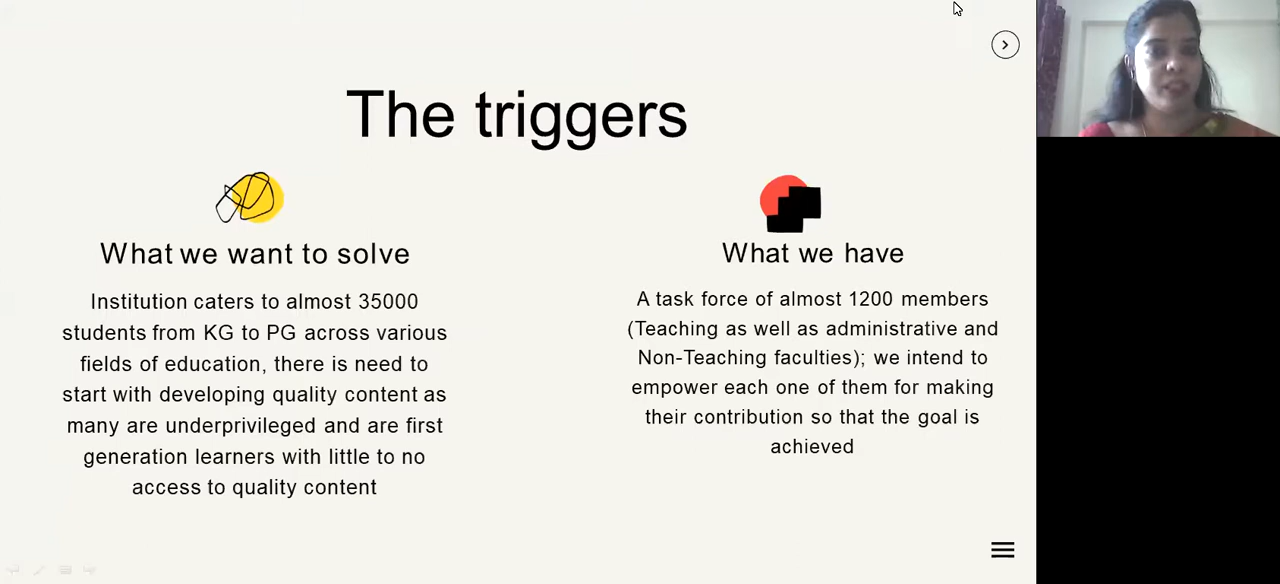 The triggers
What we want to solve
Institution caters to almost 35000
students from KG to PG across various
fields of education, there is need to
start with developing quality content as
many are underprivileged and are first
generation learners with little to no
access to quality content
What we have
A task force of almost 1200 members
(Teaching as well as administrative and
Non-Teaching faculties); we intend to
empower each one of them for making
their contribution so that the goal is
achieved